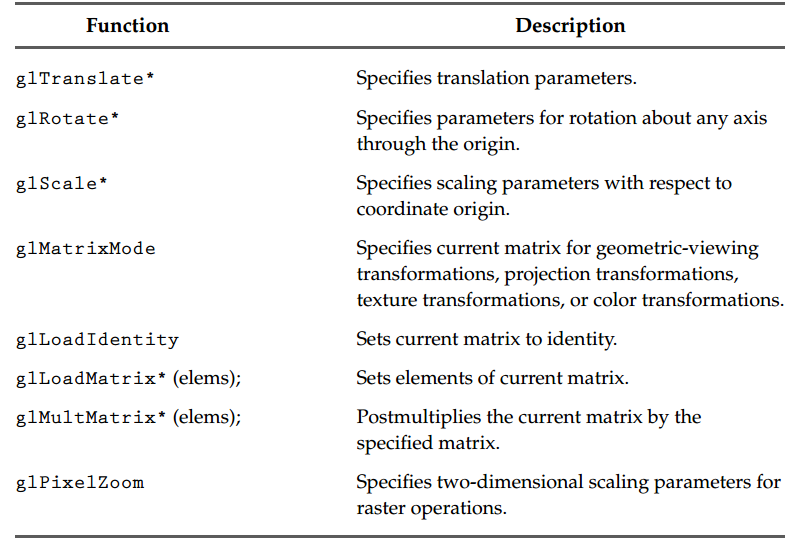 Function Description
glTranslate* Specifies translation parameters.
glRotate* Specifies parameters for rotation about any axis
through the origin.
glScale* Specifies scaling parameters with respect to
coordinate origin.
glMatrixMode Specifies current matrix for geometric-viewing
transformations, projection transformations,
texture transformations, or color transformations.
glLoadIdentity Sets current matrix to identity.
glLoadMatrix* (elems); Sets elements of current matrix.
glMultMatrix* (elems); Postmultiplies the current matrix by the
specified matrix.
glPixelZoom Specifies two-dimensional scaling parameters for
raster operations.